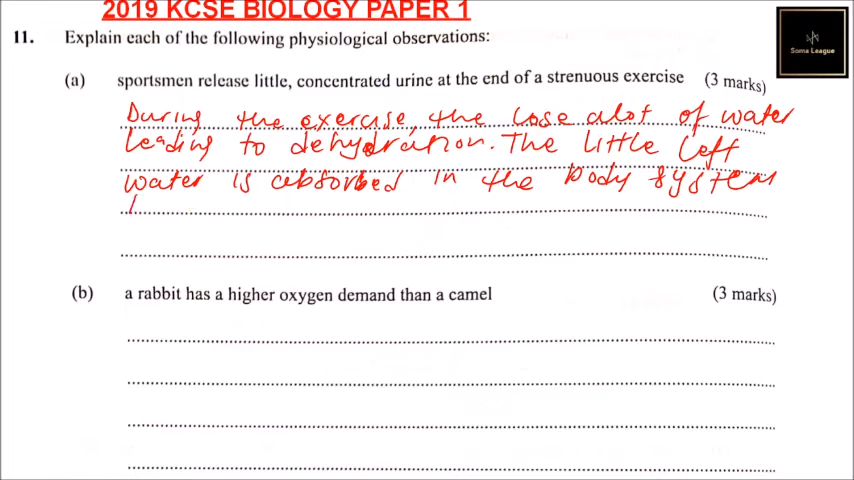 2019 KCSE BIOLOGY PAPER 1
11. Explain each of the following physiological observations:
Soma League
(a) sportsmen release little, concentrated urine at the end of a strenuous exercise (3 marks)
During the exercise, the lose alot of water
leading to dehydration. The little left
water is absorbed in the body system
(b) a rabbit has a higher oxygen demand than a camel (3 marks)